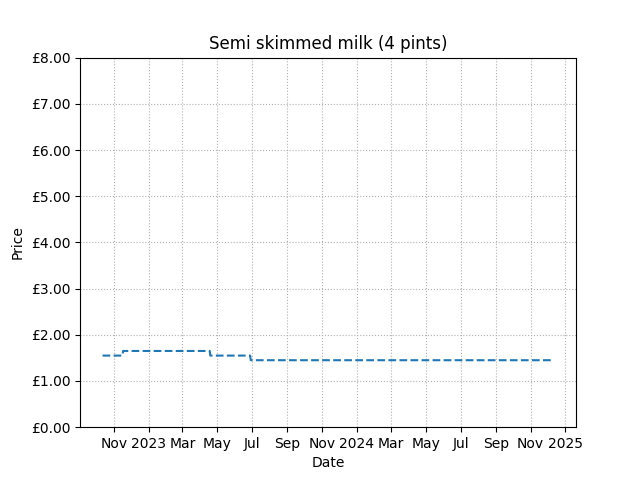 Semi skimmed milk (4 pints)
£8.00
£7.00
£6.00
£5.00
£4.00
£3.00
£2.00
£1.00
£0.00
Price
Nov 2023 Mar May Jul Sep Nov 2024 Mar May Jul Sep Nov 2025
Date